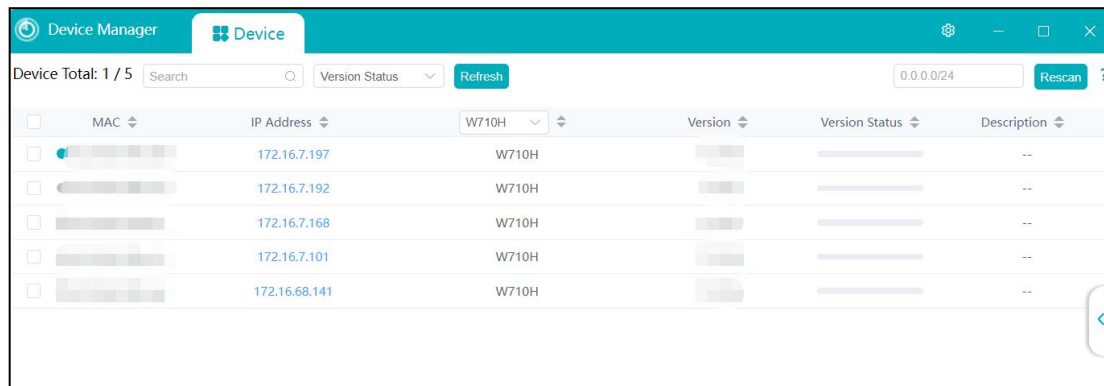 Device Manager Device
Device Total: 1 / 5 Search Version Status Refresh 0.0.0.0/24 Rescan ?
MAC IP Address W710H Version Version Status Description
172.16.7.197 W710H --
172.16.7.192 W710H --
172.16.7.168 W710H --
172.16.7.101 W710H --
172.16.68.141 W710H --